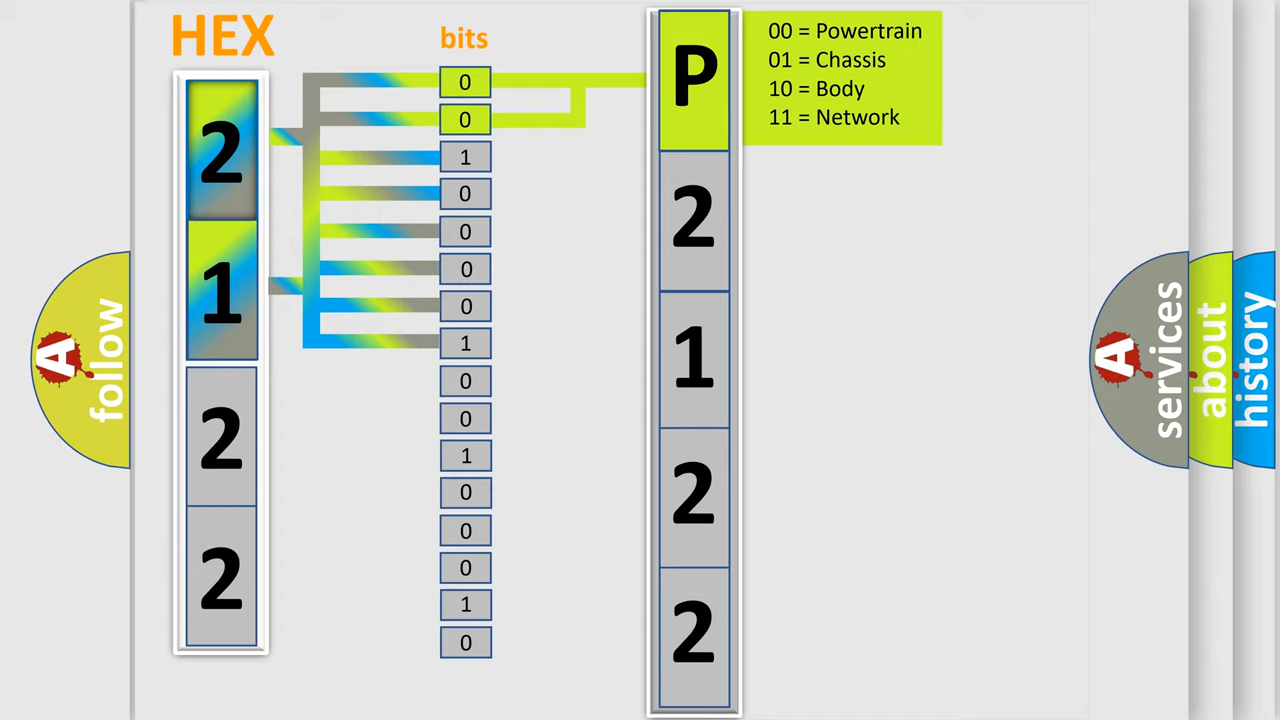 HEX
bits
2
1
2
2
0
0
1
0
0
0
0
1
0
0
1
0
0
0
1
0
P
2
1
2
2
00 = Powertrain
01 = Chassis
10 = Body
11 = Network
A
follow
A
services
about
history